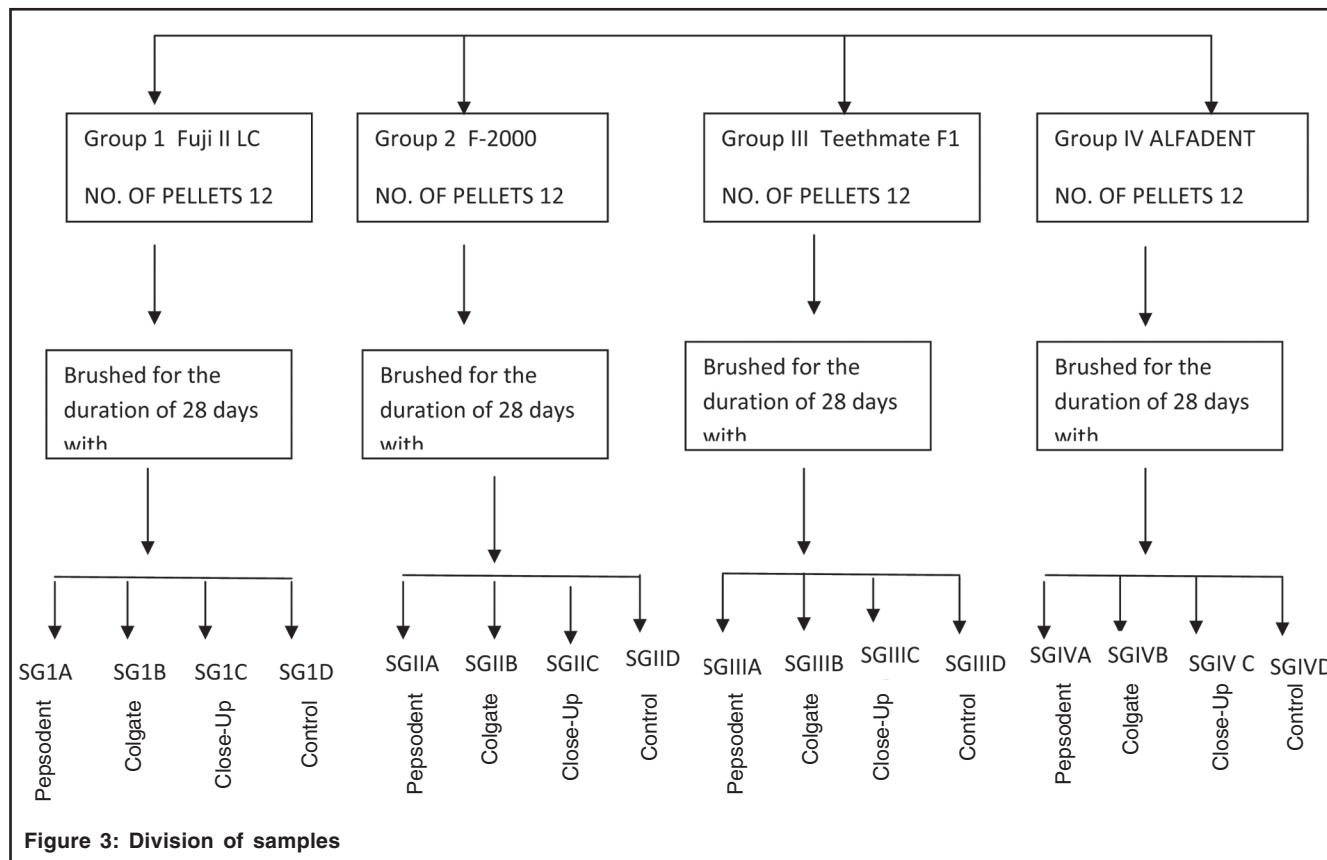 Group 1 Fuji II LC
NO. OF PELLETS 12
Group 2 F-2000
NO. OF PELLETS 12
Group III Teethmate F1
NO. OF PELLETS 12
Group IV ALFADENT
NO. OF PELLETS 12
Brushed for the
duration of 28 days
with
Brushed for the
duration of 28 days
with
Brushed for the
duration of 28 days
with
Brushed for the
duration of 28 days
with
SG1A
Pepsodent
SG1B
Colgate
SG1C
Close-Up
SG1D
Control
SGIIA
Pepsodent
SGIIB
Colgate
SGIIC
Close-Up
SGIID
Control
SGIIIA
Pepsodent
SGIIIB
Colgate
SGIIIC
Close-Up
SGIIID
Control
SGIVA
Pepsodent
SGIVB
Colgate
SGIV C
Close-Up
SGIVD
Control
Figure 3: Division of samples